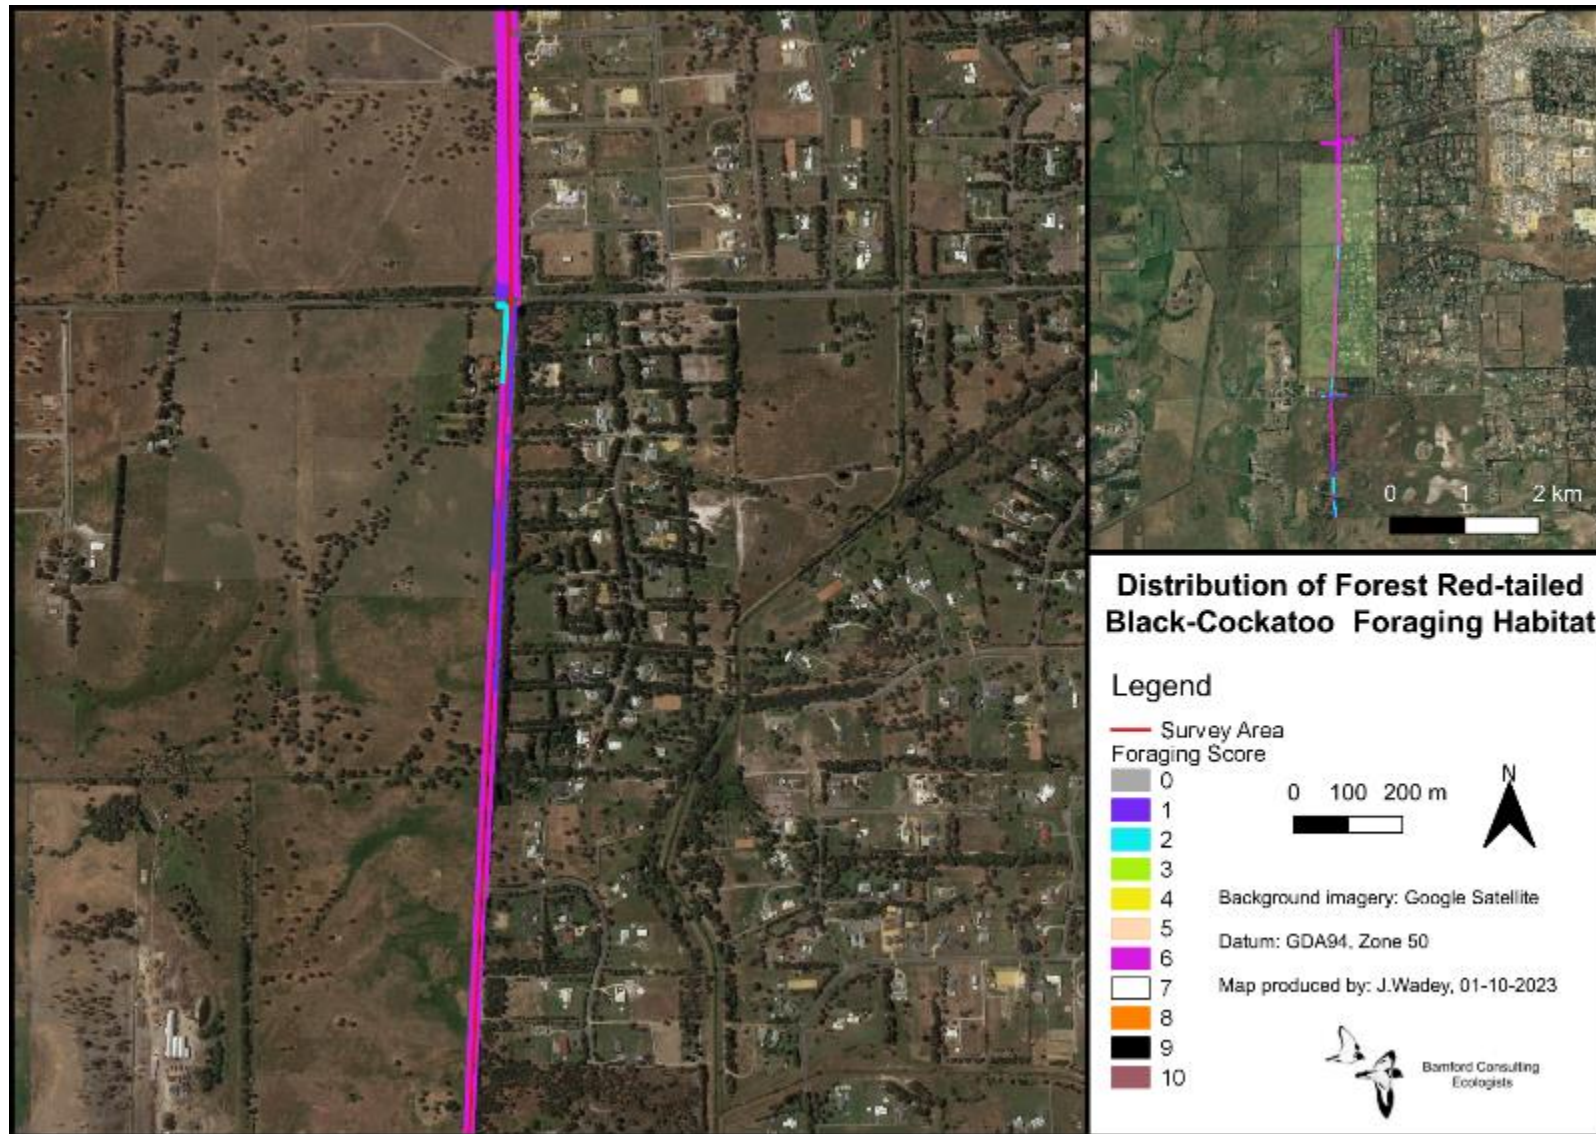 0 1 2 km
Distribution of Forest Red-tailed
Black-Cockatoo Foraging Habitat
Legend
Survey Area
Foraging Score
0
1
2
3
4
5
6
7
8
9
10
0 100 200 m
N
Background imagery: Google Satellite
Datum: GDA94, Zone 50
Map produced by: J.Wadey, 01-10-2023
Bamford Consulting
Ecologists